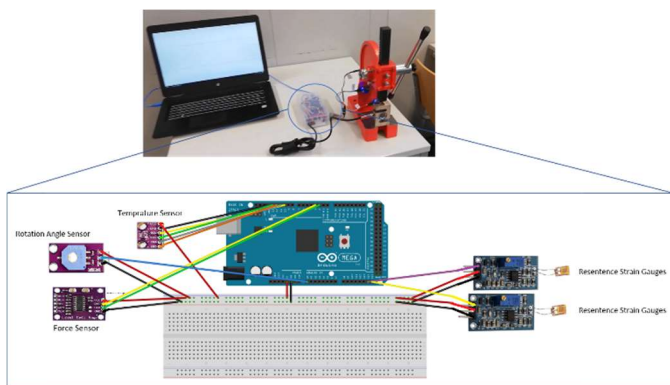 Temprature Sensor
Rotation Angle Sensor
Force Sensor
MEGA
Resentence Strain Gauges
Resentence Strain Gauges